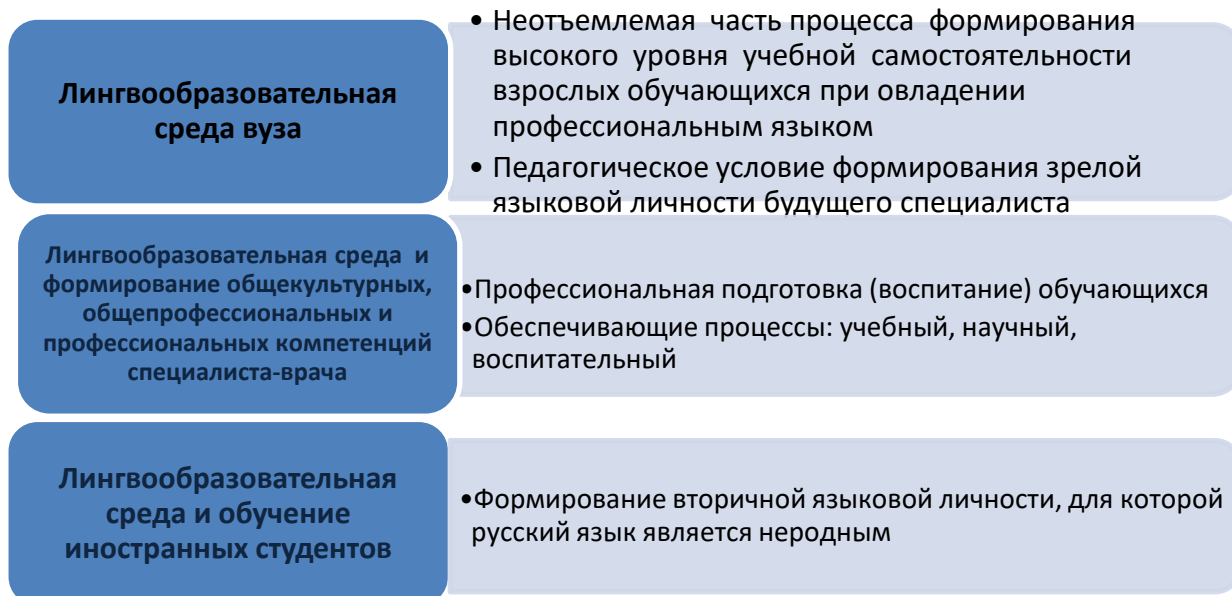 Лингвообразовательная
среда вуза
• Неотъемлемая часть процесса формирования
высокого уровня учебной самостоятельности
взрослых обучающихся при овладении
профессиональным языком
• Педагогическое условие формирования зрелой
языковой личности будущего специалиста
Лингвообразовательная среда и
формирование общекультурных,
общепрофессиональных и
профессиональных компетенций
специалиста-врача
•Профессиональная подготовка (воспитание) обучающихся
•Обеспечивающие процессы: учебный, научный,
воспитательный
Лингвообразовательная
среда и обучение
иностранных студентов
•Формирование вторичной языковой личности, для которой
русский язык является неродным